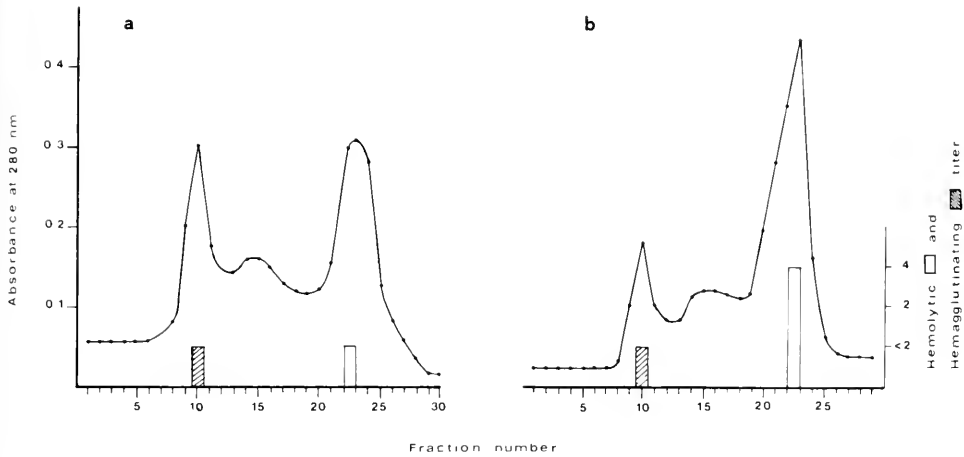 a
b
Absorbance at 280 nm
0 4
0 3
0 2
0 1
5 10 15 20 25 30
5 10 15 20 25
4
2
<2
Hemolytic and
Hemagglutinating titer
Fraction number